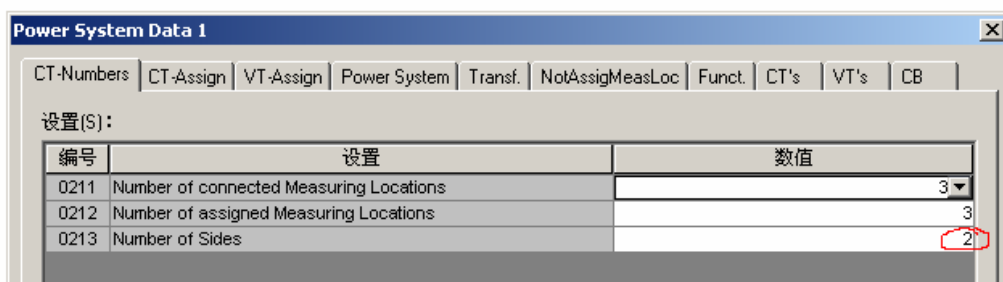 Power System Data 1
CT-Numbers CT-Assign VT-Assign Power System Transf. NotAssigMeasLoc Funct. CT's VT's CB
设置(S):
编号 设置 数值
0211 Number of connected Measuring Locations 3
0212 Number of assigned Measuring Locations 3
0213 Number of Sides 2